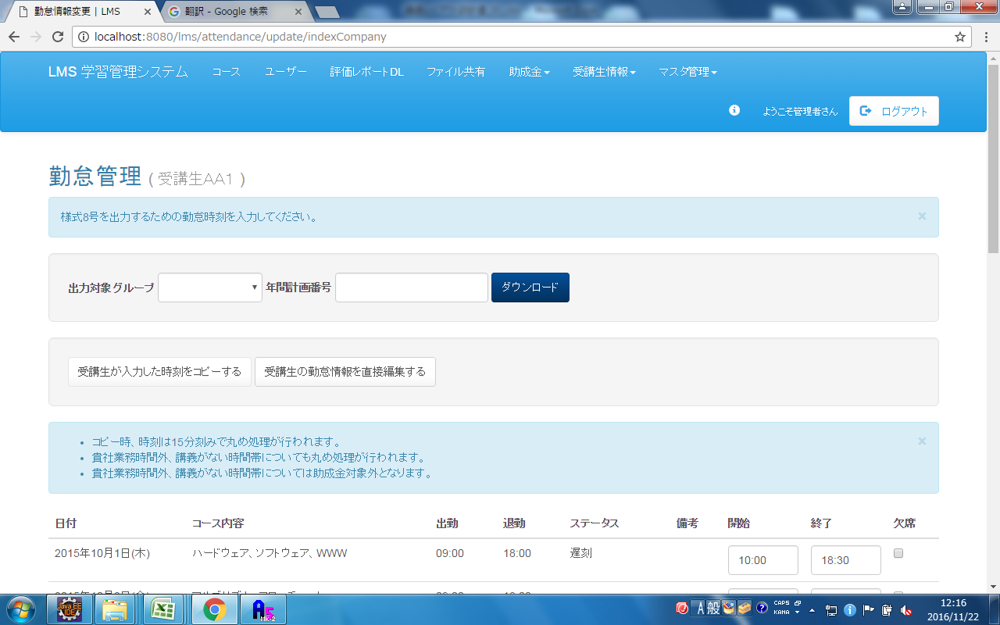 勤怠情報変更 | LMS
翻訳 - Google 検索
localhost:8080/lms/attendance/update/indexCompany
LMS 学習管理システム コース ユーザー 評価レポートDL ファイル共有 助成金 受講生情報 マスタ管理
ようこそ管理者さん ログアウト
勤怠管理 ( 受講生AA1 )
様式8号を出力するための勤怠時刻を入力してください。 ×
出力対象グループ 年間計画番号 ダウンロード
受講生が入力した時刻をコピーする 受講生の勤怠情報を直接編集する
• コピー時、時刻は15分刻みで丸め処理が行われます。 ×
• 貴社業務時間外、講義がない時間帯についても丸め処理が行われます。
• 貴社業務時間外、講義がない時間帯については助成金対象外となります。
日付 コース内容 出勤 退勤 ステータス 備考 開始 終了 欠席
2015年10月1日(木) ハードウェア、ソフトウェア、WWW 09:00 18:00 遅刻 10:00 18:30
Java EE
IDE
A5
MK-2
A 般
CAPS
KANA
12:16
2016/11/22